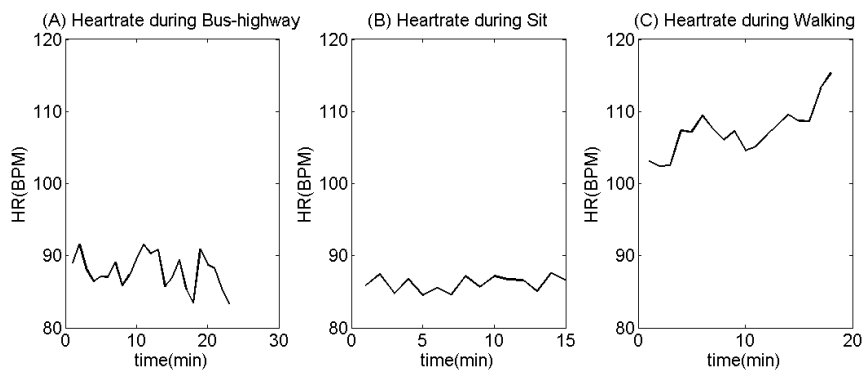 (A) Heartrate during Bus-highway
120
110
100
90
80
HR(BPM)
0 10 20 30
time(min)
(B) Heartrate during Sit
120
110
100
90
80
HR(BPM)
0 5 10 15
time(min)
(C) Heartrate during Walking
120
110
100
90
80
HR(BPM)
0 10 20
time(min)